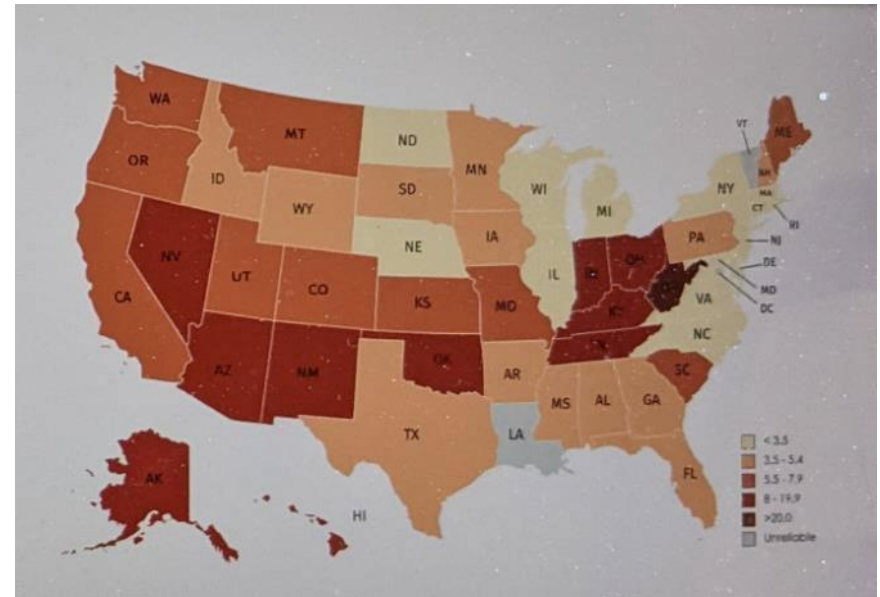 WA
MT
ND
MN
OR
ID
SD
WI
WY
MI
NY
VT
ME
NH
MA
CT
RI
IA
NE
PA
NJ
NV
UT
CO
IL
OH
DE
CA
KS
MO
KY
VA
MD
DC
NC
AZ
NM
OK
TN
AR
SC
MS
AL
GA
TX
LA
FL
AK
HI
< 3.5
3.5 - 5.4
5.5 - 7.9
8 - 19.9
>20.0
Unreliable